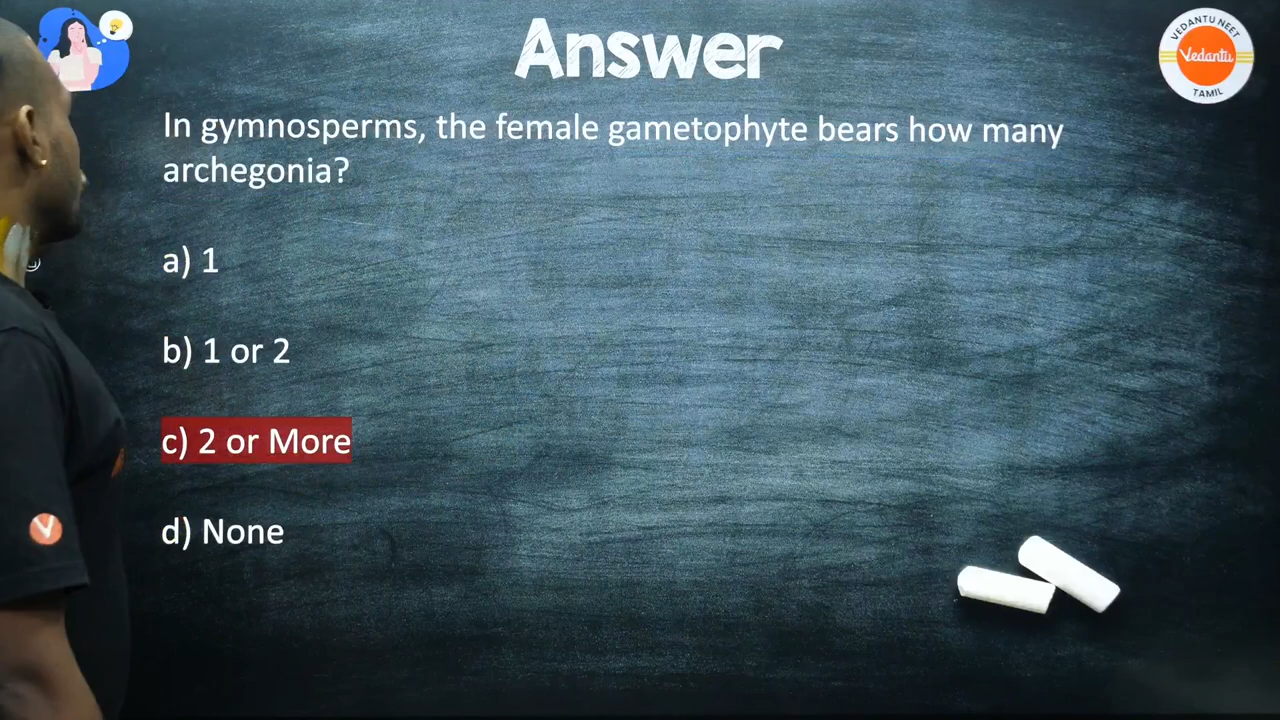 Answer
VEDANTU NEET
Vedantu
TAMIL
In gymnosperms, the female gametophyte bears how many
archegonia?
a) 1
b) 1 or 2
c) 2 or More
d) None
V